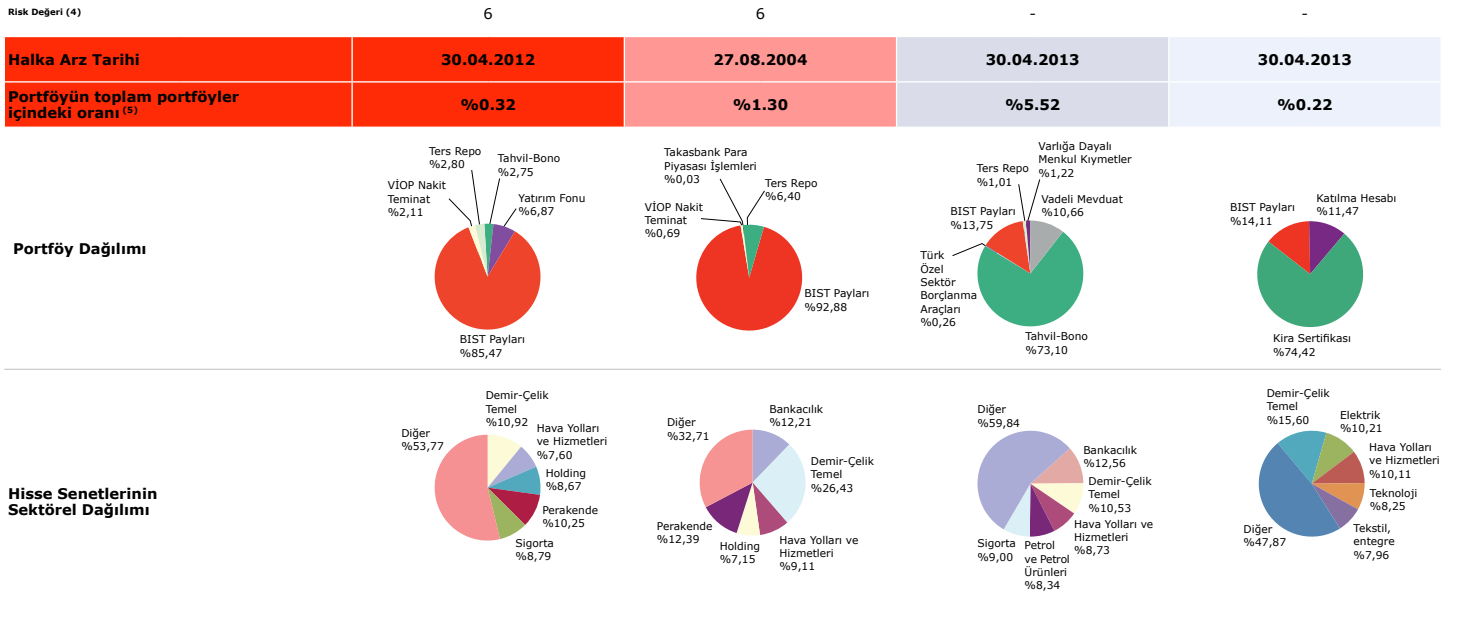 Risk Değeri (4) 6 6 - -
Halka Arz Tarihi 30.04.2012 27.08.2004 30.04.2013 30.04.2013
Portföyün toplam portföyler
içindeki oranı (5) %0.32 %1.30 %5.52 %0.22
Portföy Dağılımı
Ters Repo
%2,80
Tahvil-Bono
%2,75
VİOP Nakit
Teminat
%2,11
Yatırım Fonu
%6,87
BIST Payları
%85,47
Takasbank Para
Piyasası İşlemleri
%0,03
Ters Repo
%6,40
VİOP Nakit
Teminat
%0,69
BIST Payları
%92,88
Varlığa Dayalı
Menkul Kıymetler
%1,22
Ters Repo
%1,01
Vadeli Mevduat
%10,66
BIST Payları
%13,75
Türk
Özel
Sektör
Borçlanma
Araçları
%0,26
Tahvil-Bono
%73,10
BIST Payları
%14,11
Katılma Hesabı
%11,47
Kira Sertifikası
%74,42
Hisse Senetlerinin
Sektörel Dağılımı
Demir-Çelik
Temel
%10,92
Hava Yolları
ve Hizmetleri
%7,60
Diğer
%53,77
Holding
%8,67
Perakende
%10,25
Sigorta
%8,79
Bankacılık
%12,21
Diğer
%32,71
Demir-Çelik
Temel
%26,43
Perakende
%12,39
Holding
%7,15
Hava Yolları ve
Hizmetleri
%9,11
Diğer
%59,84
Bankacılık
%12,56
Demir-Çelik
Temel
%10,53
Hava Yolları ve
Hizmetleri
%8,73
Sigorta
%9,00
Petrol
ve Petrol
Ürünleri
%8,34
Demir-Çelik
Temel
%15,60
Elektrik
%10,21
Hava Yolları
ve Hizmetleri
%10,11
Teknoloji
%8,25
Diğer
%47,87
Tekstil,
entegre
%7,96